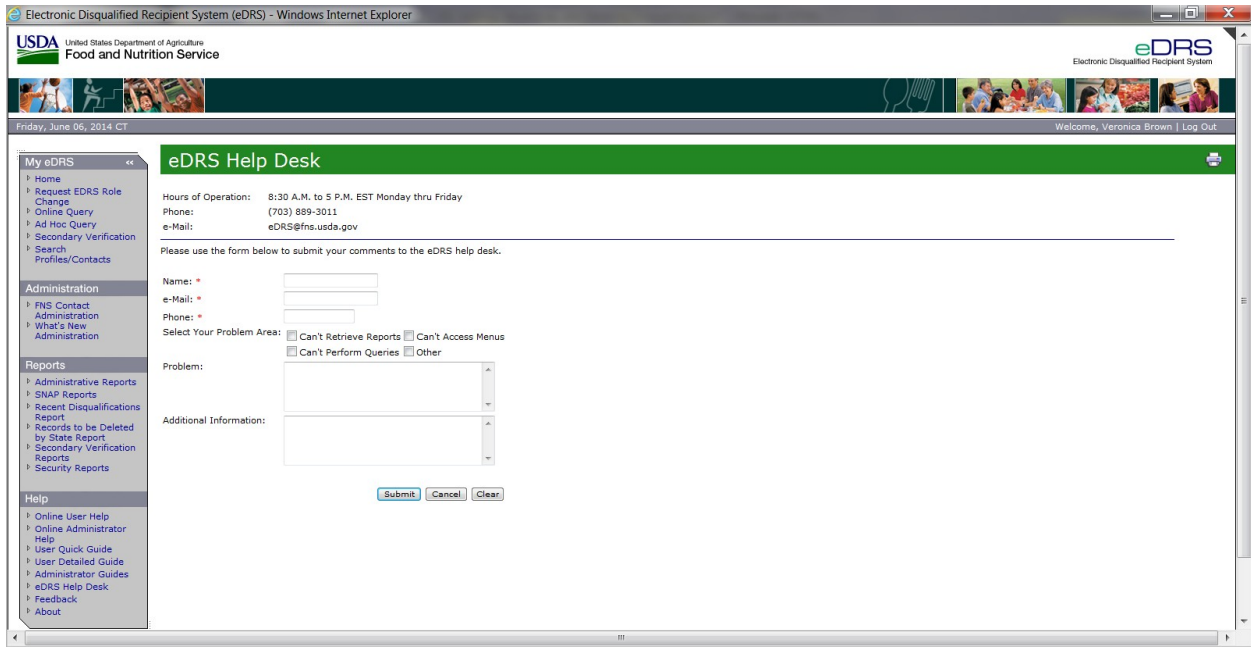 Electronic Disqualified Recipient System (eDRS) - Windows Internet Explorer
USDA United States Department of Agriculture
Food and Nutrition Service
eDRS
Electronic Disqualified Recipient System
Friday, June 06, 2014 CT
Welcome, Veronica Brown | Log Out
My eDRS «
Home
Request EDRS Role
Change
Online Query
Ad Hoc Query
Secondary Verification
Search
Profiles/Contacts
Administration
FNS Contact
Administration
What's New
Administration
Reports
Administrative Reports
SNAP Reports
Recent Disqualifications
Report
Records to be Deleted
by State Report
Secondary Verification
Reports
Security Reports
Help
Online User Help
Online Administrator
Help
User Quick Guide
User Detailed Guide
Administrator Guides
eDRS Help Desk
Feedback
About
eDRS Help Desk
Hours of Operation: 8:30 A.M. to 5 P.M. EST Monday thru Friday
Phone: (703) 889-3011
e-Mail: eDRS@fns.usda.gov
Please use the form below to submit your comments to the eDRS help desk.
Name: *
e-Mail: *
Phone: *
Select Your Problem Area: Can't Retrieve Reports Can't Access Menus
Can't Perform Queries Other
Problem:
Additional Information:
Submit Cancel Clear